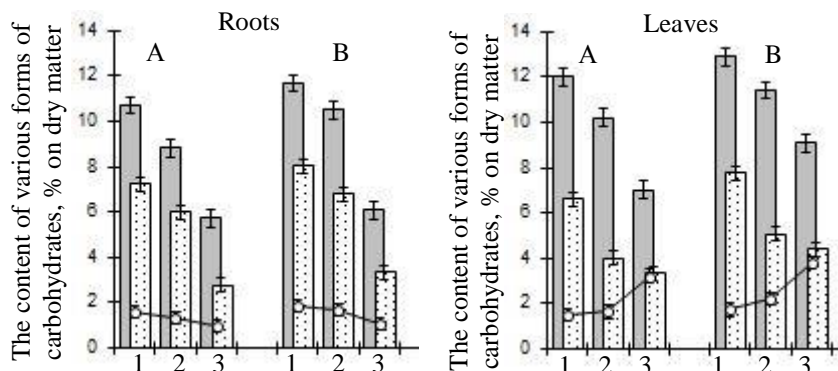 Roots
The content of various forms of
carbohydrates, % on dry matter
14
12
10
8
6
4
2
0
A
B
1 2 3 1 2 3
Leaves
The content of various forms of
carbohydrates, % on dry matter
14
12
10
8
6
4
2
0
A
B
1 2 3 1 2 3